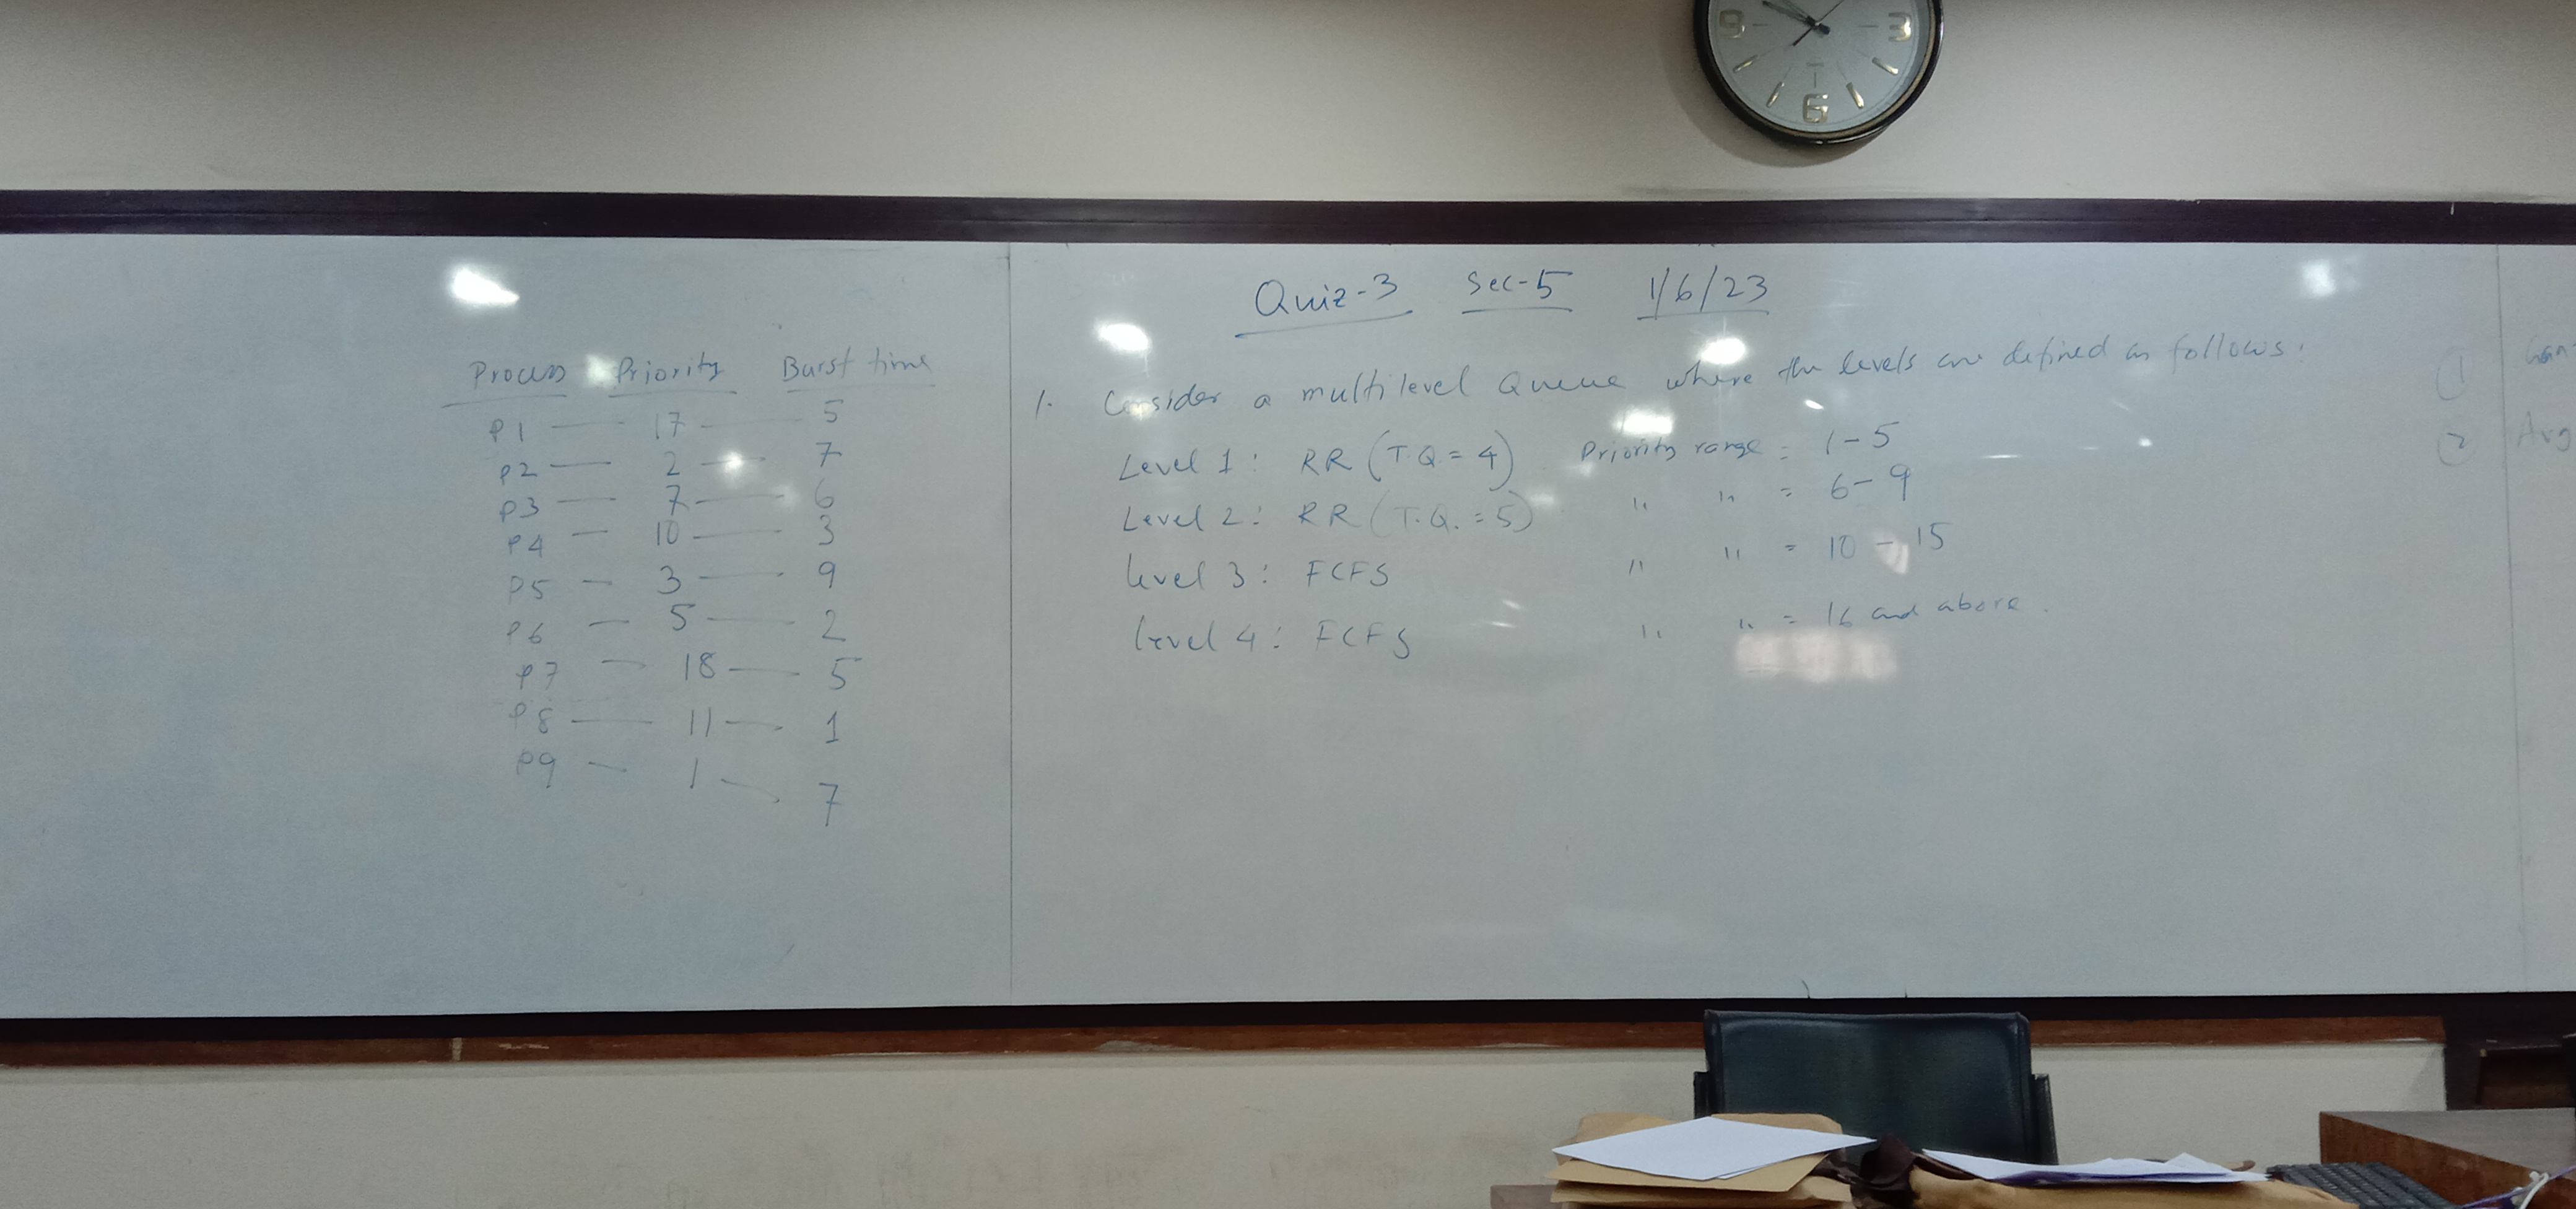 9 3 6
Process Priority Burst time
P1 — 17 — 5
P2 — 2 — 7
P3 — 7 — 6
P4 — 10 — 3
P5 — 3 — 9
P6 — 5 — 2
P7 — 18 — 5
P8 — 11 — 1
P9 — 1 — 7
Quiz-3 Sec-5 1/6/23
1. Consider a multilevel Queue where the levels are defined as follows:
Level 1: RR (T.Q = 4) Priority range = 1-5
Level 2: RR (T.Q. = 5) " " = 6-9
Level 3: FCFS " " = 10-15
Level 4: FCFS " " = 16 and above.
① Gan
② Avg